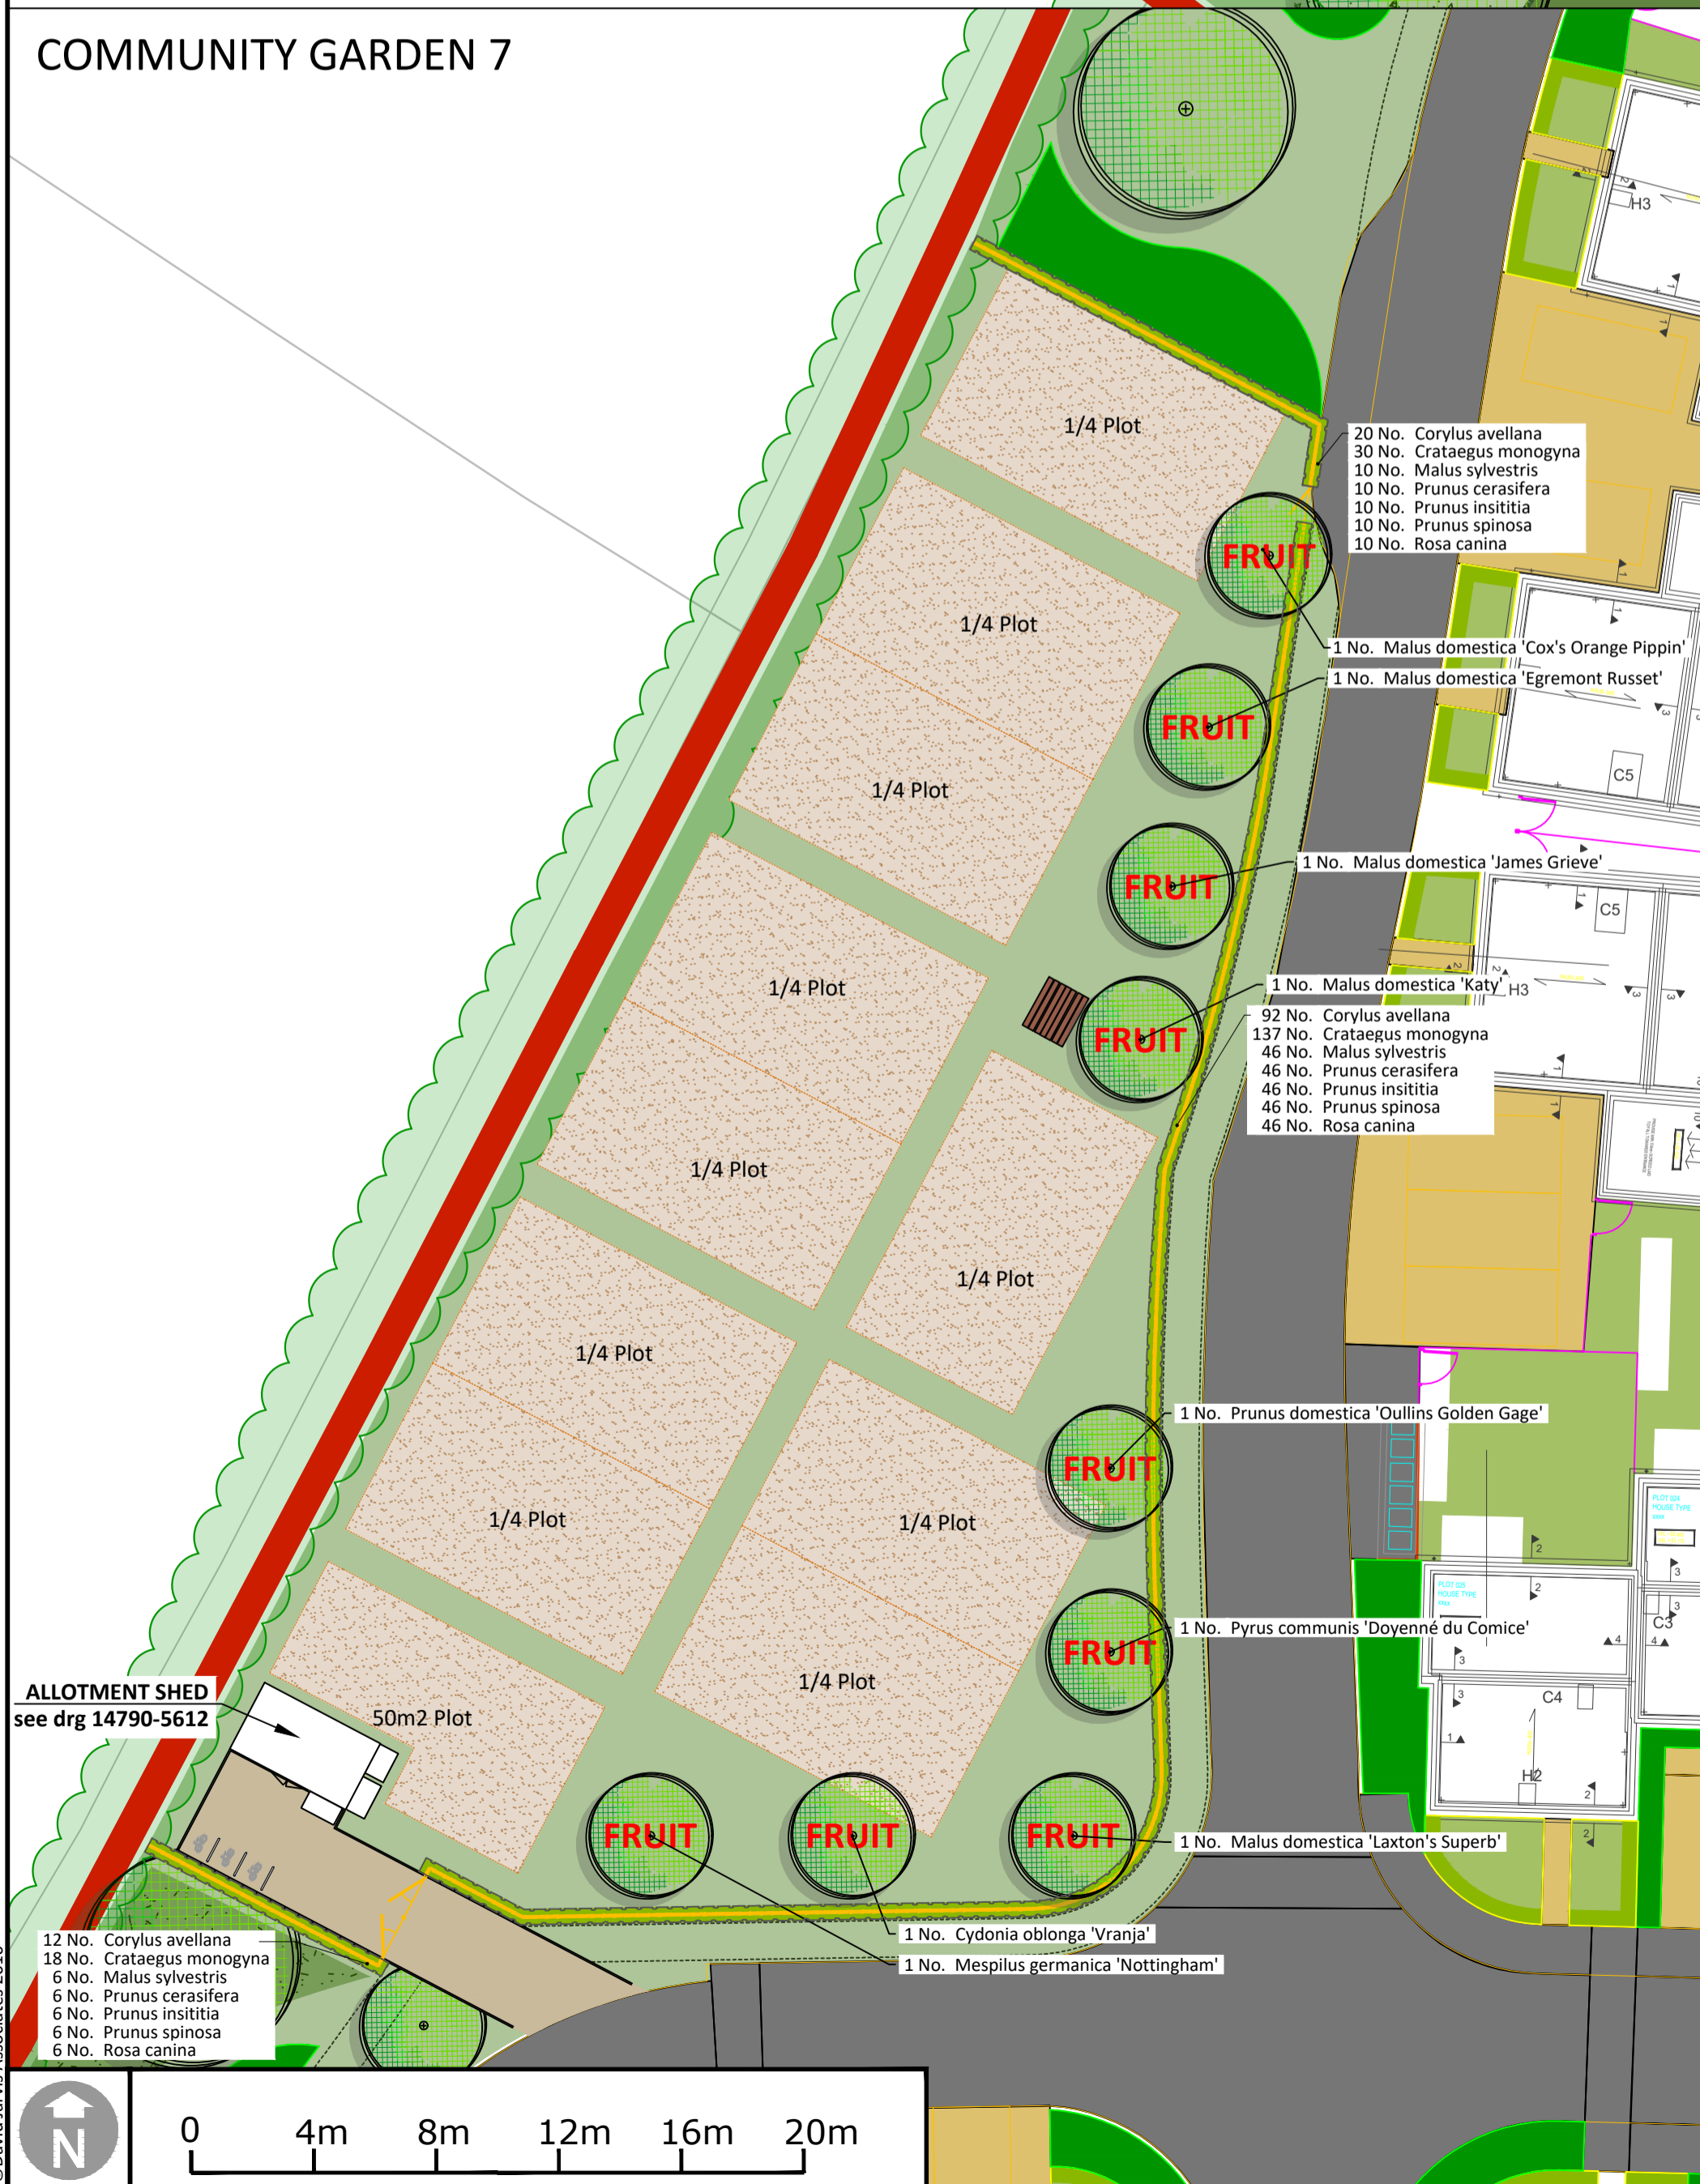 COMMUNITY GARDEN 7
H3
1/4 Plot
20 No. Corylus avellana
30 No. Crataegus monogyna
10 No. Malus sylvestris
10 No. Prunus cerasifera
10 No. Prunus insititia
10 No. Prunus spinosa
10 No. Rosa canina
FRUIT
1/4 Plot
1 No. Malus domestica 'Cox's Orange Pippin'
1 No. Malus domestica 'Egremont Russet'
FRUIT
C5
1/4 Plot
1 No. Malus domestica 'James Grieve'
FRUIT
C5
1/4 Plot
1 No. Malus domestica 'Katy'
H3
FRUIT
92 No. Corylus avellana
137 No. Crataegus monogyna
46 No. Malus sylvestris
46 No. Prunus cerasifera
46 No. Prunus insititia
46 No. Prunus spinosa
46 No. Rosa canina
1/4 Plot
1/4 Plot
1/4 Plot
1 No. Prunus domestica 'Oullins Golden Gage'
FRUIT
1/4 Plot
1/4 Plot
PLOT 024
HOUSE TYPE
xxxx
PLOT 026
HOUSE TYPE
xxxx
C3
1 No. Pyrus communis 'Doyenné du Comice'
FRUIT
1/4 Plot
C4
ALLOTMENT SHED
see drg 14790-5612
50m2 Plot
H2
FRUIT
FRUIT
FRUIT
1 No. Malus domestica 'Laxton's Superb'
1 No. Cydonia oblonga 'Vranja'
1 No. Mespilus germanica 'Nottingham'
12 No. Corylus avellana
18 No. Crataegus monogyna
6 No. Malus sylvestris
6 No. Prunus cerasifera
6 No. Prunus insititia
6 No. Prunus spinosa
6 No. Rosa canina
N
0 4m 8m 12m 16m 20m